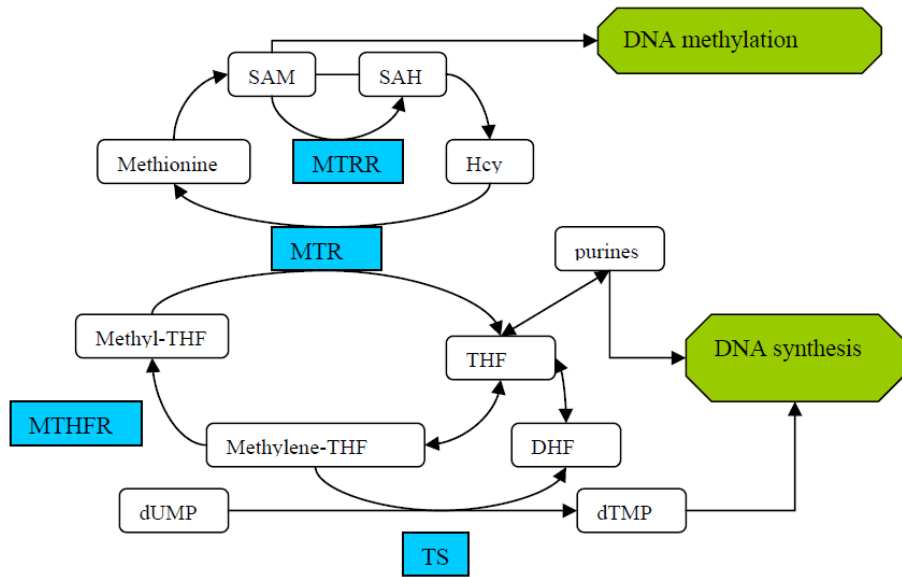 DNA methylation
SAM
SAH
Methionine
MTRR
Hcy
MTR
purines
Methyl-THF
THF
DNA synthesis
MTHFR
Methylene-THF
DHF
dUMP
dTMP
TS